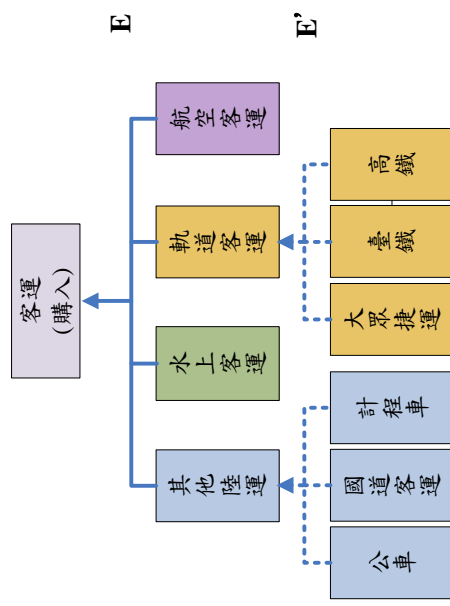 客運
(購入)
E
航空客運
軌道客運
水上客運
其他陸運
E’
高鐵
臺鐵
大眾捷運
計程車
國道客運
公車